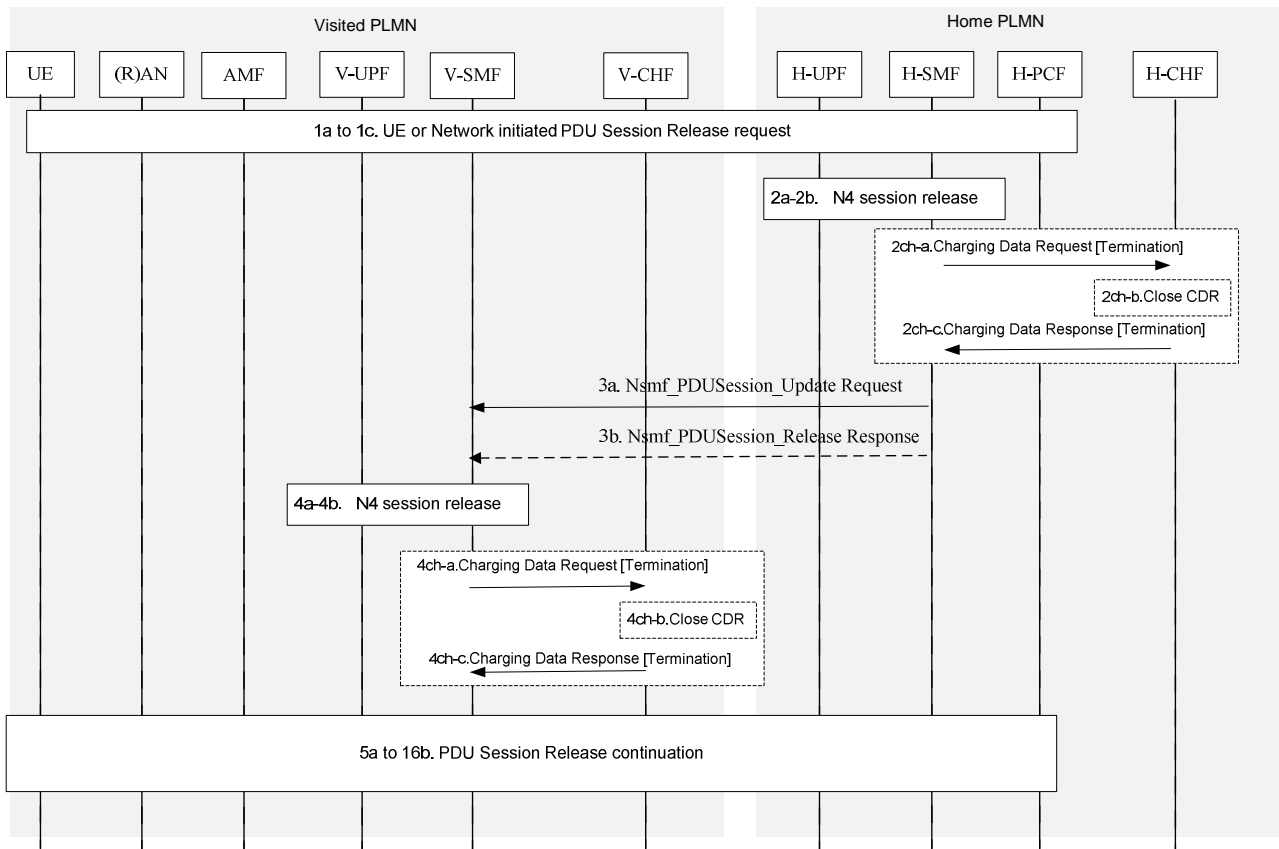 Visited PLMN
Home PLMN
UE
(R)AN
AMF
V-UPF
V-SMF
V-CHF
H-UPF
H-SMF
H-PCF
H-CHF
1a to 1c. UE or Network initiated PDU Session Release request
2a-2b. N4 session release
2ch-a.Charging Data Request [Termination]
2ch-b.Close CDR
2ch-c.Charging Data Response [Termination]
3a. Nsmf_PDUSession_Update Request
3b. Nsmf_PDUSession_Release Response
4a-4b. N4 session release
4ch-a.Charging Data Request [Termination]
4ch-b.Close CDR
4ch-c.Charging Data Response [Termination]
5a to 16b. PDU Session Release continuation